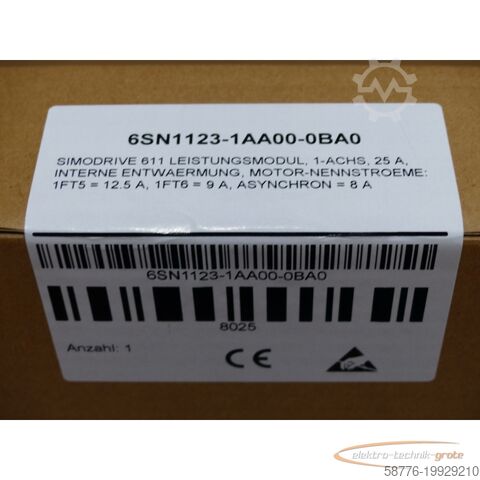 6SN1123-1AA00-0BA0
SIMODRIVE 611 LEISTUNGSMODUL, 1-ACHS, 25 A,
INTERNE ENTWAERMUNG, MOTOR-NENNSTROEME:
1FT5 = 12.5 A, 1FT6 = 9 A, ASYNCHRON = 8 A
6SN1123-1AA00-0BA0
8025
Anzahl: 1
CE
elektro-technik-grote
58776-19929210